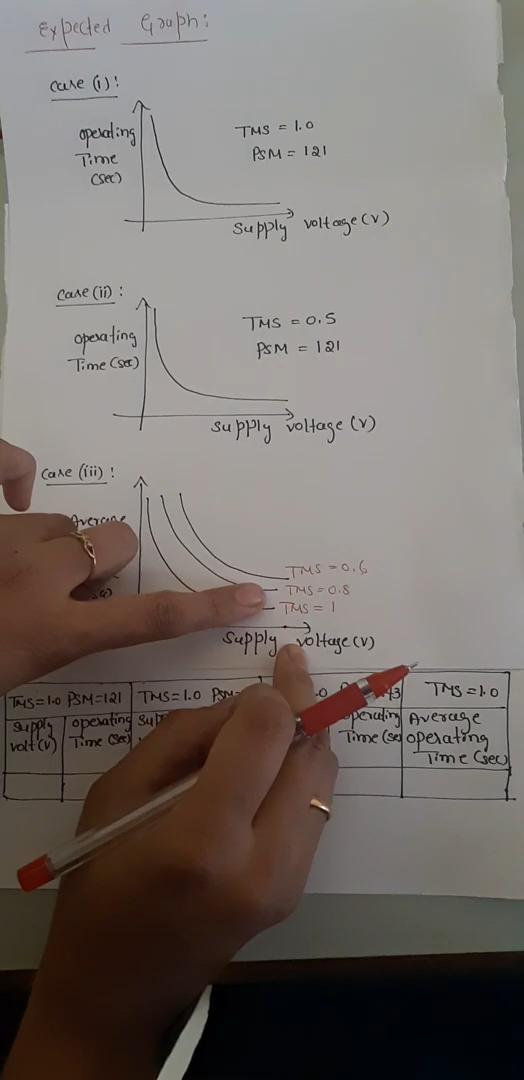 Expected Graph:
Case (i):
Operating Time (sec)
TMS = 1.0
PSM = 121
Supply voltage (v)
Case (ii):
Operating Time (sec)
TMS = 0.5
PSM = 121
Supply voltage (v)
Case (iii):
Average
TMS = 0.6
TMS = 0.8
TMS = 1
Supply voltage (v)
TMS=1.0 PSM=121 TMS=1.0 TMS=1.0
Supply volt (v) Operating Time (sec) Operating Time (sec Average Operating Time (sec)